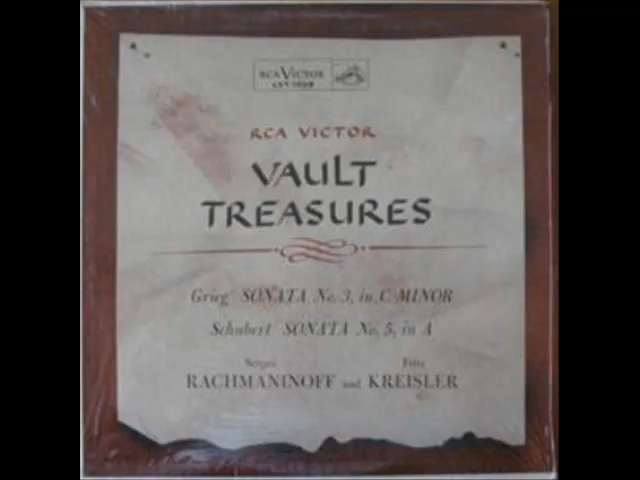 RCA VICTOR
RCA VICTOR
VAULT
TREASURES
Grieg SONATA No. 3, in C MINOR
Schubert SONATA No. 5, in A
Sergei Fritz
RACHMANINOFF and KREISLER